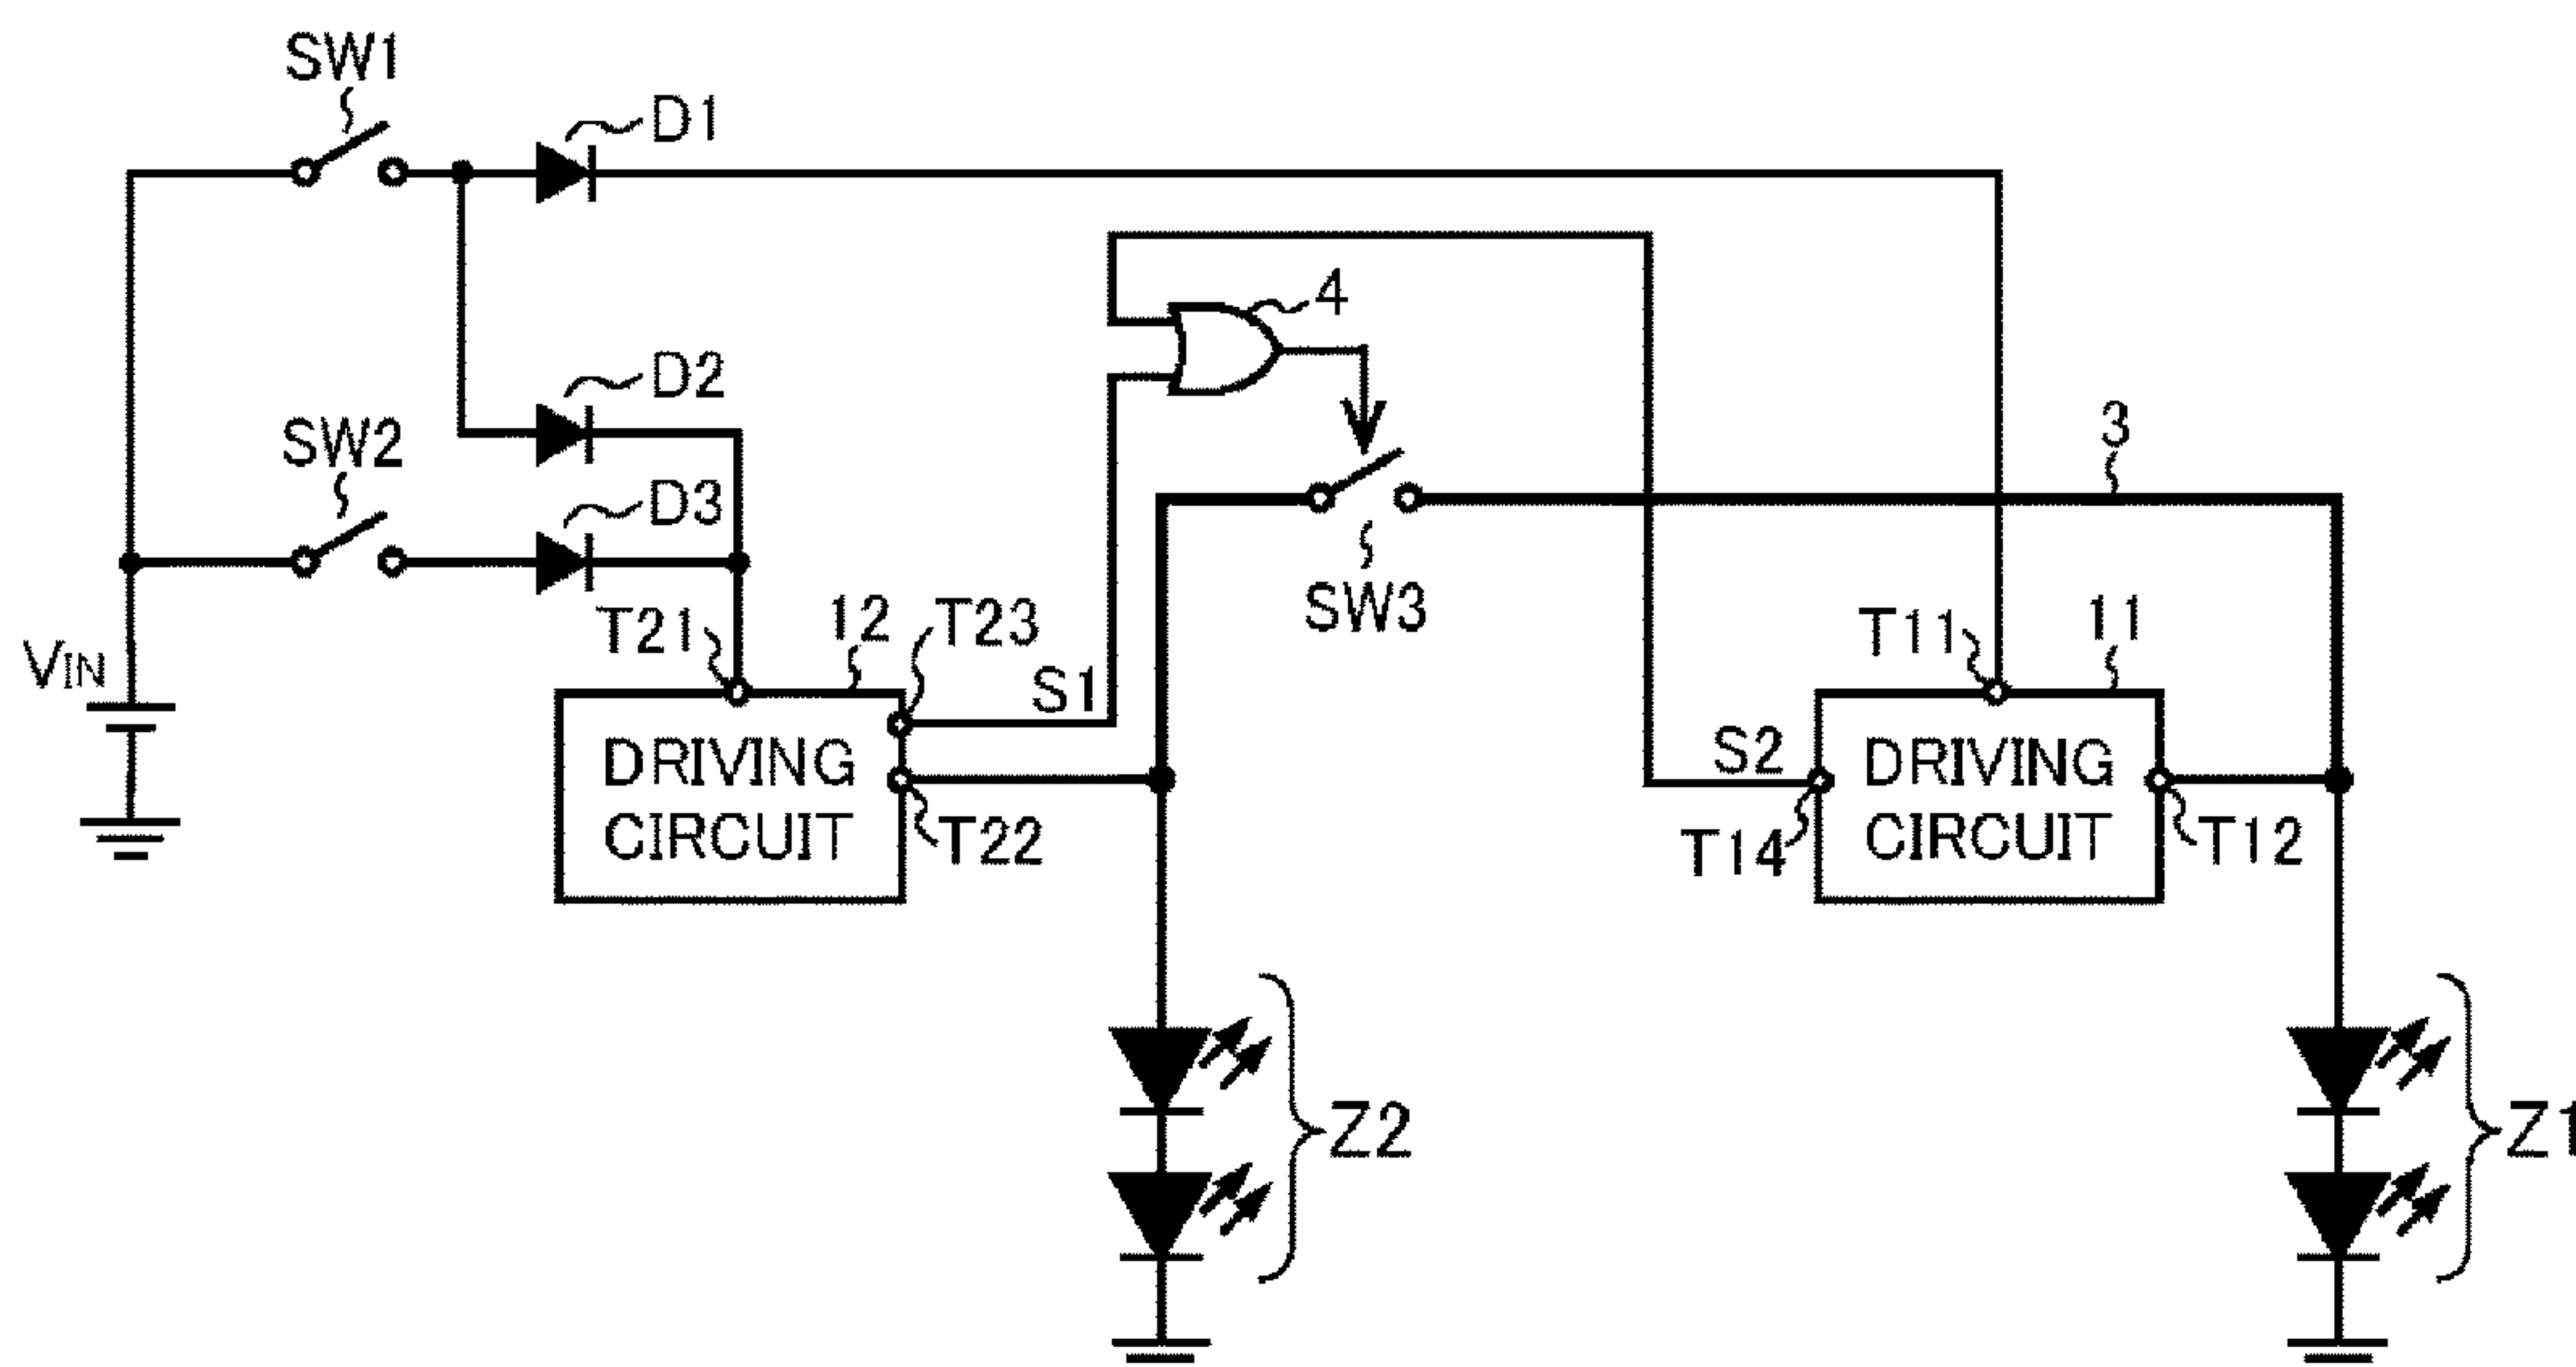 SW1
D1
4
D2
SW2
D3
3
SW3
VIN
T21
12
T23
S1
T11
11
DRIVING
CIRCUIT
T22
S2
T14
DRIVING
CIRCUIT
T12
Z2
Z1